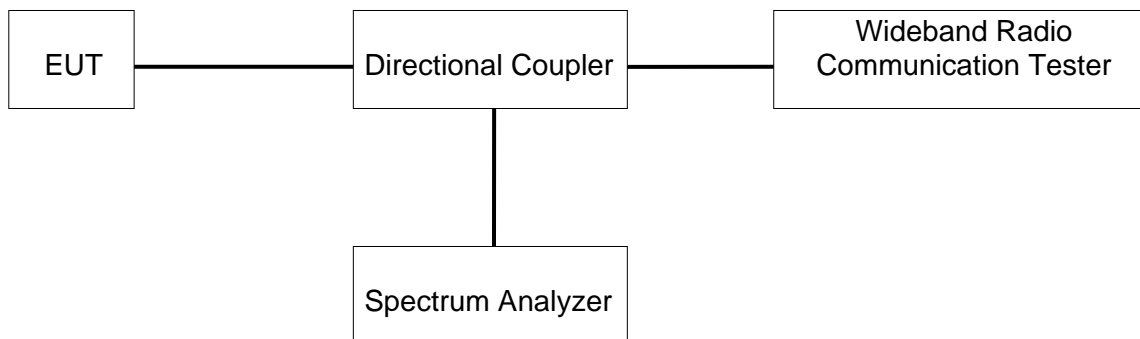 EUT
Directional Coupler
Wideband Radio
Communication Tester
Spectrum Analyzer